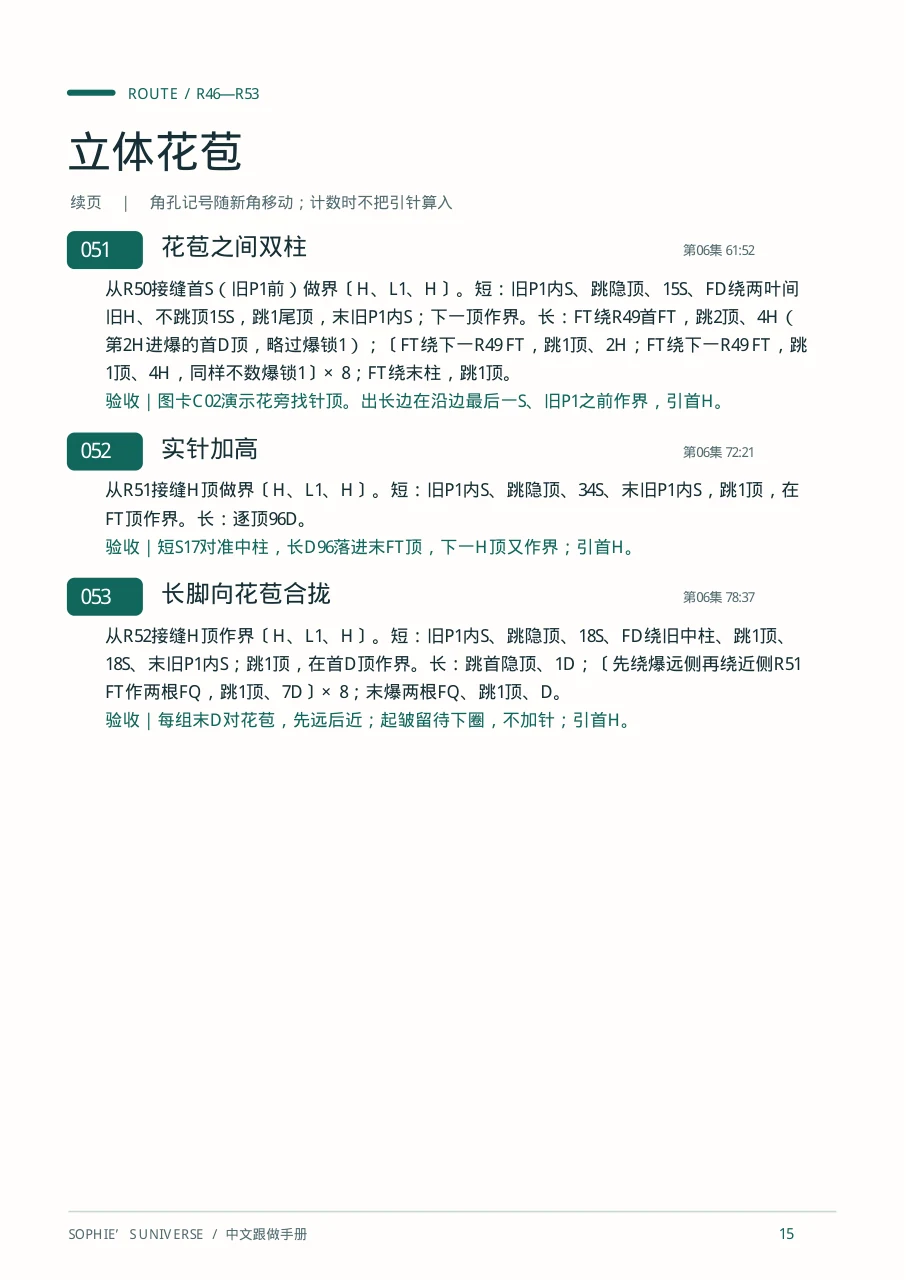 ROUTE / R46—R53
立体花苞
续页 | 角孔记号随新角移动；计数时不把引针算入
051 花苞之间双柱 第06集 61:52
从R50接缝首S（旧P1前）做界〔H、L1、H〕。短：旧P1内S、跳隐顶、15S、FD绕两叶间
旧H、不跳顶15S，跳1尾顶，末旧P1内S；下一顶作界。长：FT绕R49首FT，跳2顶、4H（
第2H进爆的首D顶，略过爆锁1）；〔FT绕下一R49FT，跳1顶、2H；FT绕下一R49FT，跳
1顶、4H，同样不数爆锁1〕× 8；FT绕末柱，跳1顶。
验收 | 图卡C02演示花旁找针顶。出长边在沿边最后一S、旧P1之前作界，引首H。
052 实针加高 第06集 72:21
从R51接缝H顶做界〔H、L1、H〕。短：旧P1内S、跳隐顶、34S、末旧P1内S，跳1顶，在
FT顶作界。长：逐顶96D。
验收 | 短S17对准中柱，长D96落进末FT顶，下一H顶又作界；引首H。
053 长脚向花苞合拢 第06集 78:37
从R52接缝H顶作界〔H、L1、H〕。短：旧P1内S、跳隐顶、18S、FD绕旧中柱、跳1顶、
18S、末旧P1内S；跳1顶，在首D顶作界。长：跳首隐顶、1D；〔先绕爆远侧再绕近侧R51
FT作两根FQ，跳1顶、7D〕× 8；末爆两根FQ、跳1顶、D。
验收 | 每组末D对花苞，先远后近；起皱留待下圈，不加针；引首H。
SOPHIE’ SUNIVERSE / 中文跟做手册 15